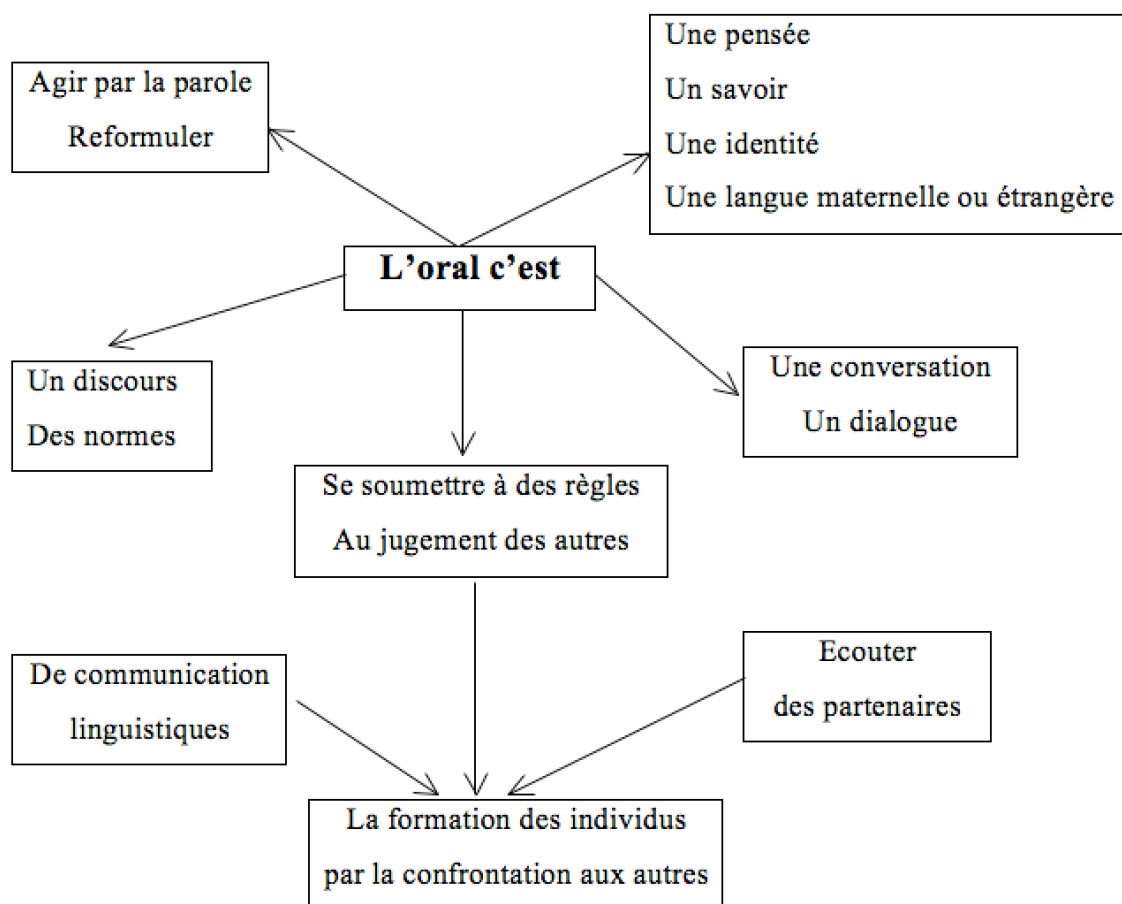 Agir par la parole
Reformuler
Une pensée
Un savoir
Une identité
Une langue maternelle ou étrangère
L’oral c’est
Un discours
Des normes
Une conversation
Un dialogue
Se soumettre à des règles
Au jugement des autres
De communication
linguistiques
Ecouter
des partenaires
La formation des individus
par la confrontation aux autres